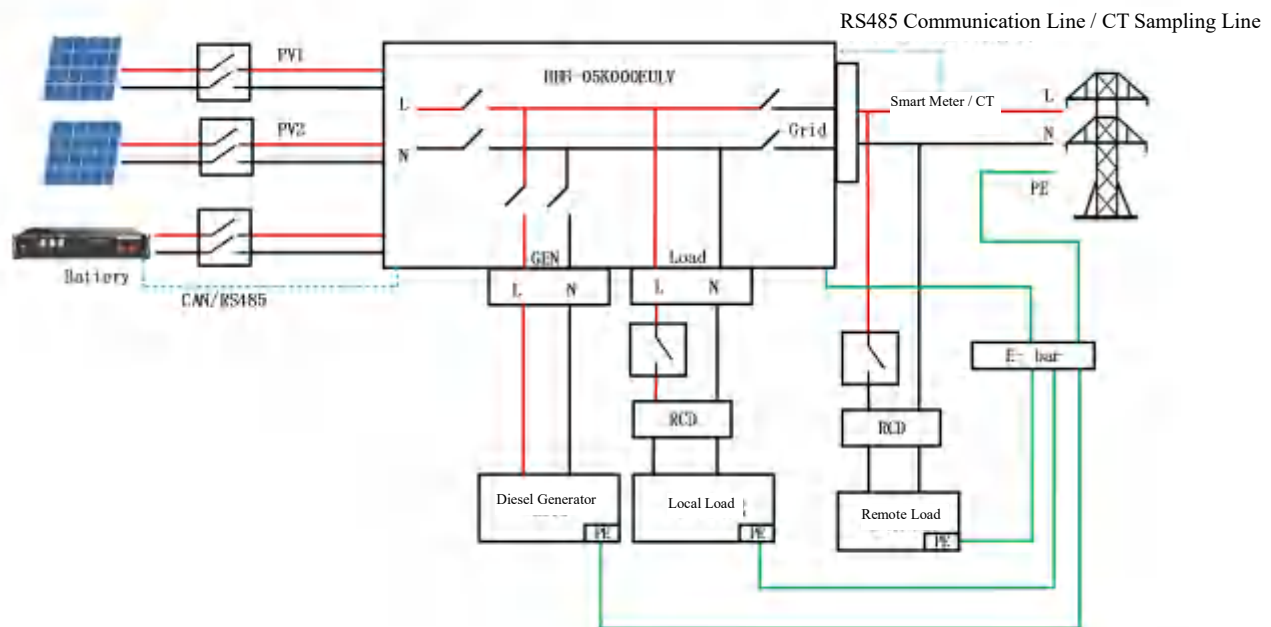 RS485 Communication Line / CT Sampling Line
PV1
L
Smart Meter / CT
L
PV2
N
Grid
N
PE
GEN
Load
Battery
L
N
L
N
CAN/RS485
E- bar
RCD
RCD
Diesel Generator
Local Load
Remote Load
PE
PE
PE